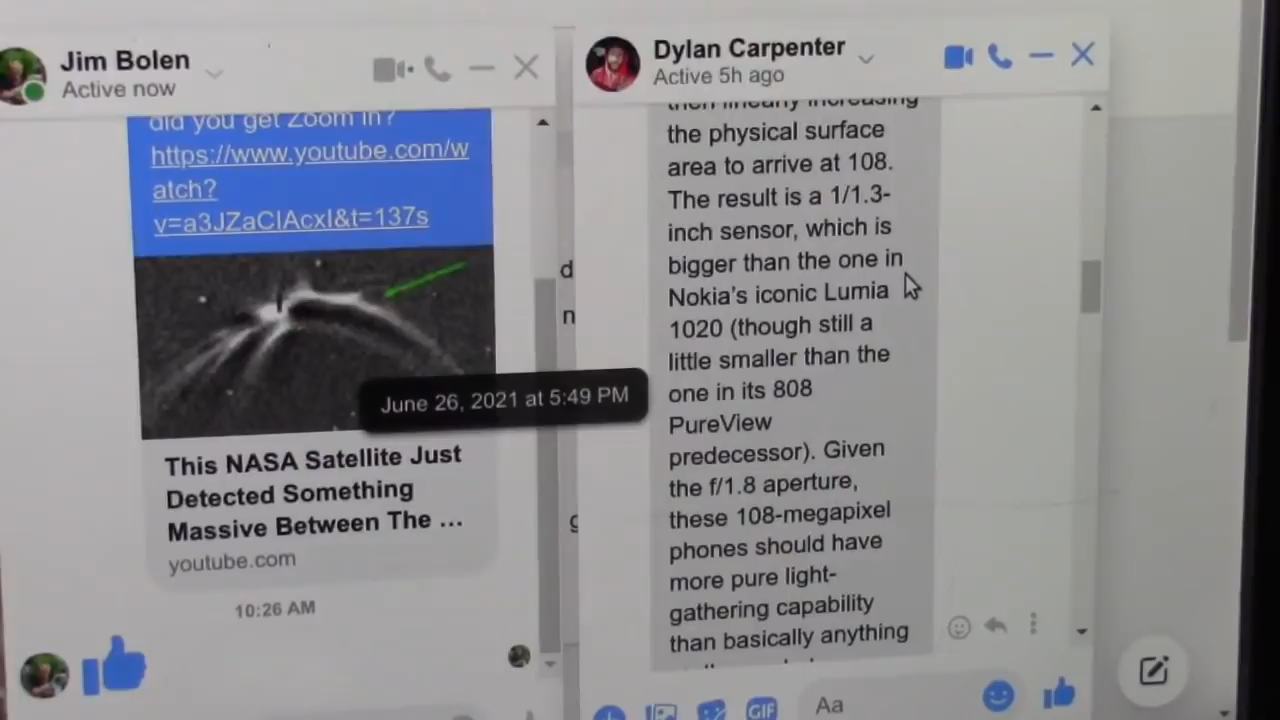 Jim Bolen
Active now
did you get Zoom in?
https://www.youtube.com/w
atch?
v=a3JZaClAcxI&t=137s
This NASA Satellite Just
Detected Something
Massive Between The ...
youtube.com
10:26 AM
June 26, 2021 at 5:49 PM
d
n
g
Dylan Carpenter
Active 5h ago
then linearly increasing
the physical surface
area to arrive at 108.
The result is a 1/1.3-
inch sensor, which is
bigger than the one in
Nokia's iconic Lumia
1020 (though still a
little smaller than the
one in its 808
PureView
predecessor). Given
the f/1.8 aperture,
these 108-megapixel
phones should have
more pure light-
gathering capability
than basically anything
GIF
Aa